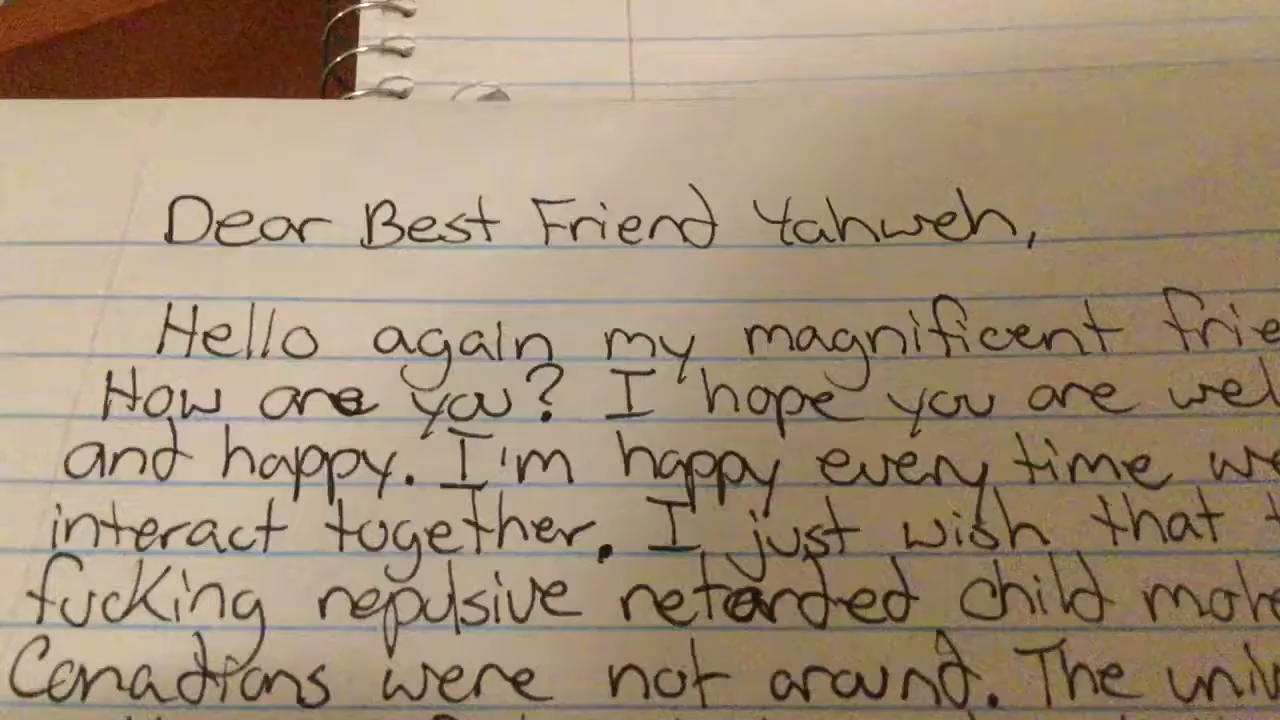 Dear Best Friend Yahweh,
Hello again my magnificent frie
How are you? I hope you are wel
and happy. I'm happy every time we
interact together. I just wish that t
fucking repulsive retarded child mole
Canadians were not around. The univ